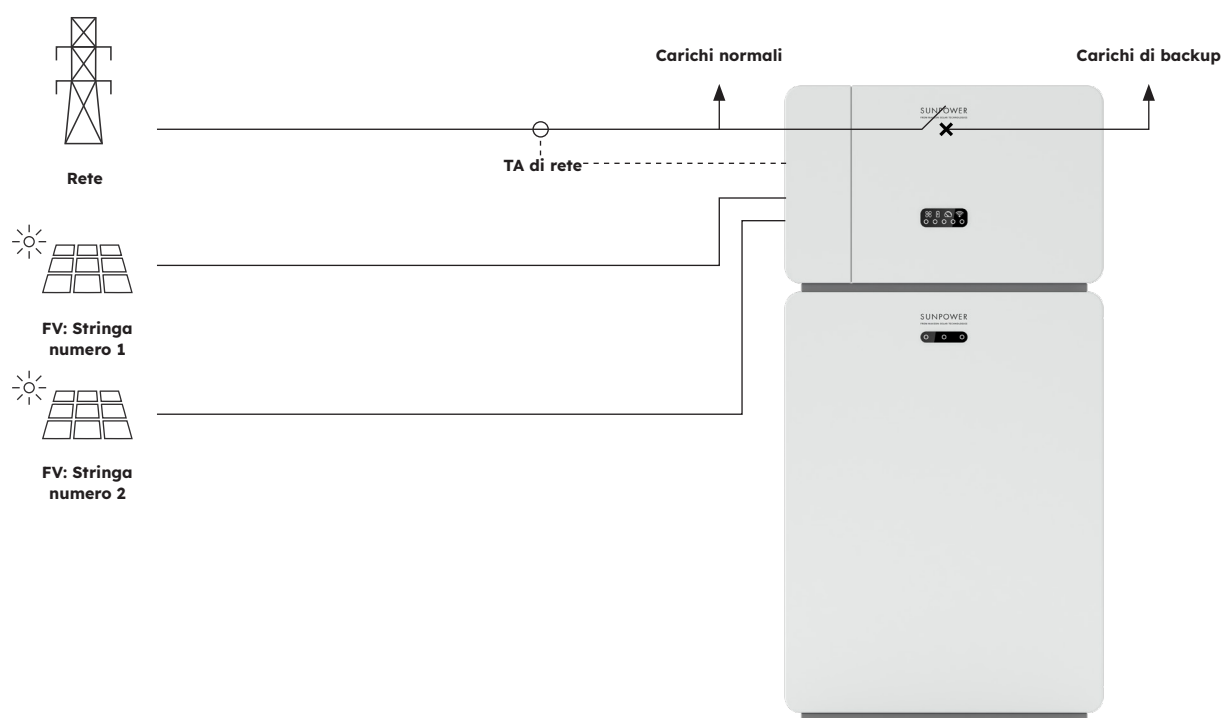 Carichi normali
Carichi di backup
SUNPOWER
Rete
TA di rete
FV: Stringa
numero 1
SUNPOWER
FV: Stringa
numero 2